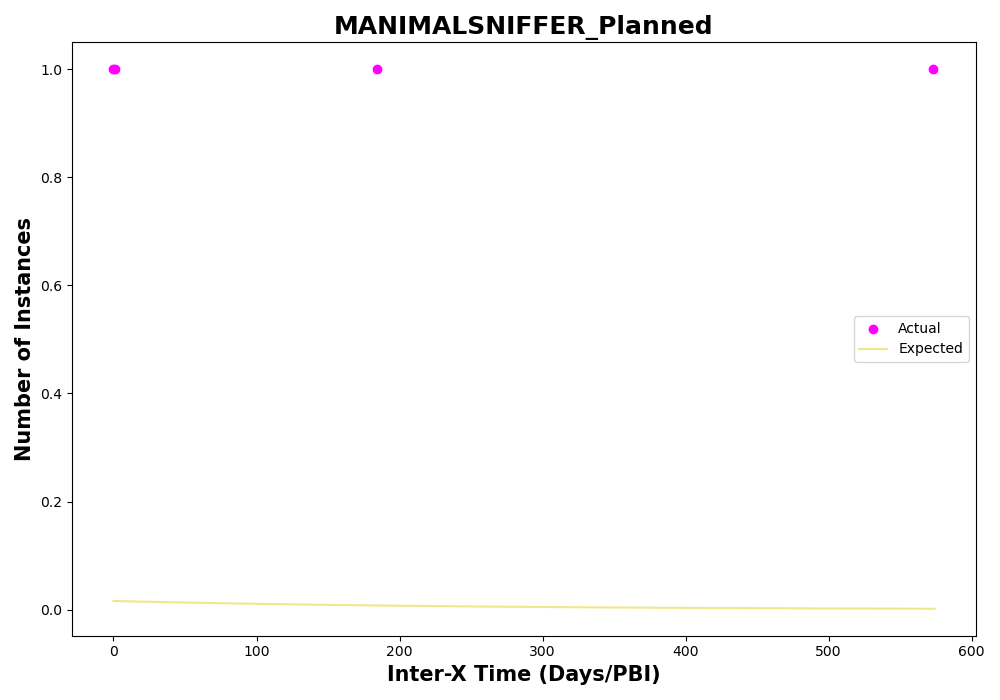 MANIMALSNIFFER_Planned
1.0
0.8
0.6
0.4
0.2
0.0
Number of Instances
Actual
Expected
0 100 200 300 400 500 600
Inter-X Time (Days/PBI)